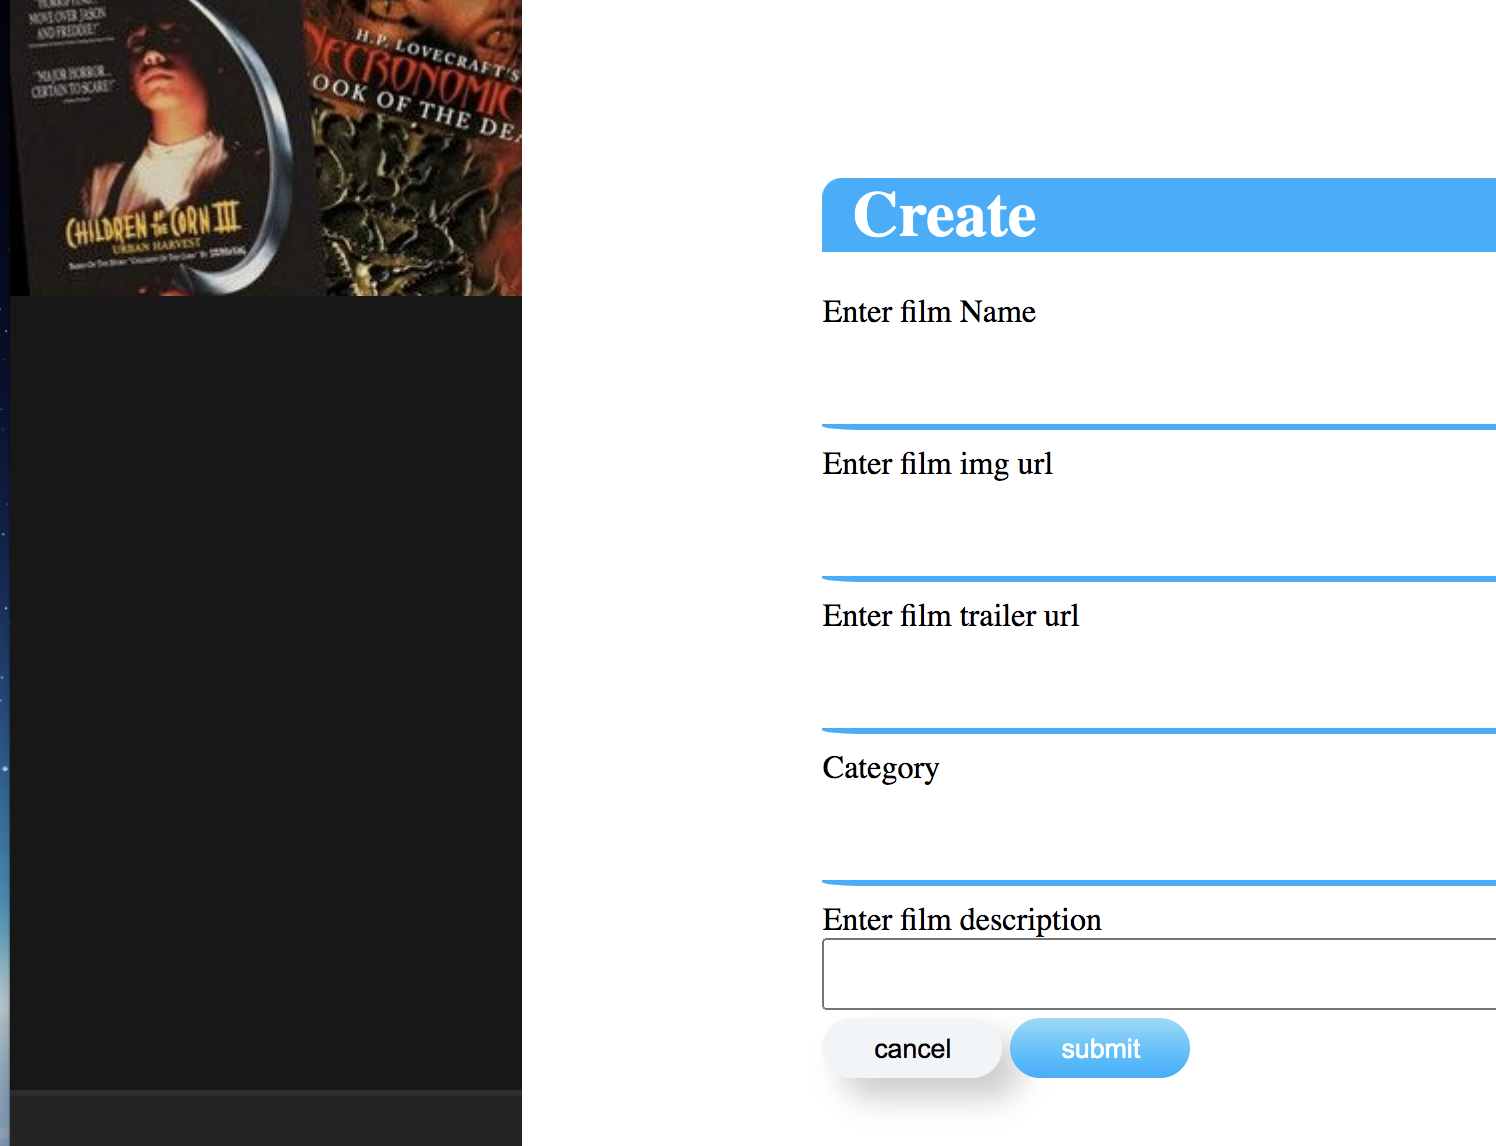 "HORRIFYING...
MOVE OVER JASON
AND FREDDIE!"
"MAJOR HORROR...
CERTAIN TO SCARE!"
CHILDREN OF THE CORN III
URBAN HARVEST
H.P. LOVECRAFT'S
NECRONOMIC
OOK OF THE DEA
Create
Enter film Name
Enter film img url
Enter film trailer url
Category
Enter film description
cancel
submit